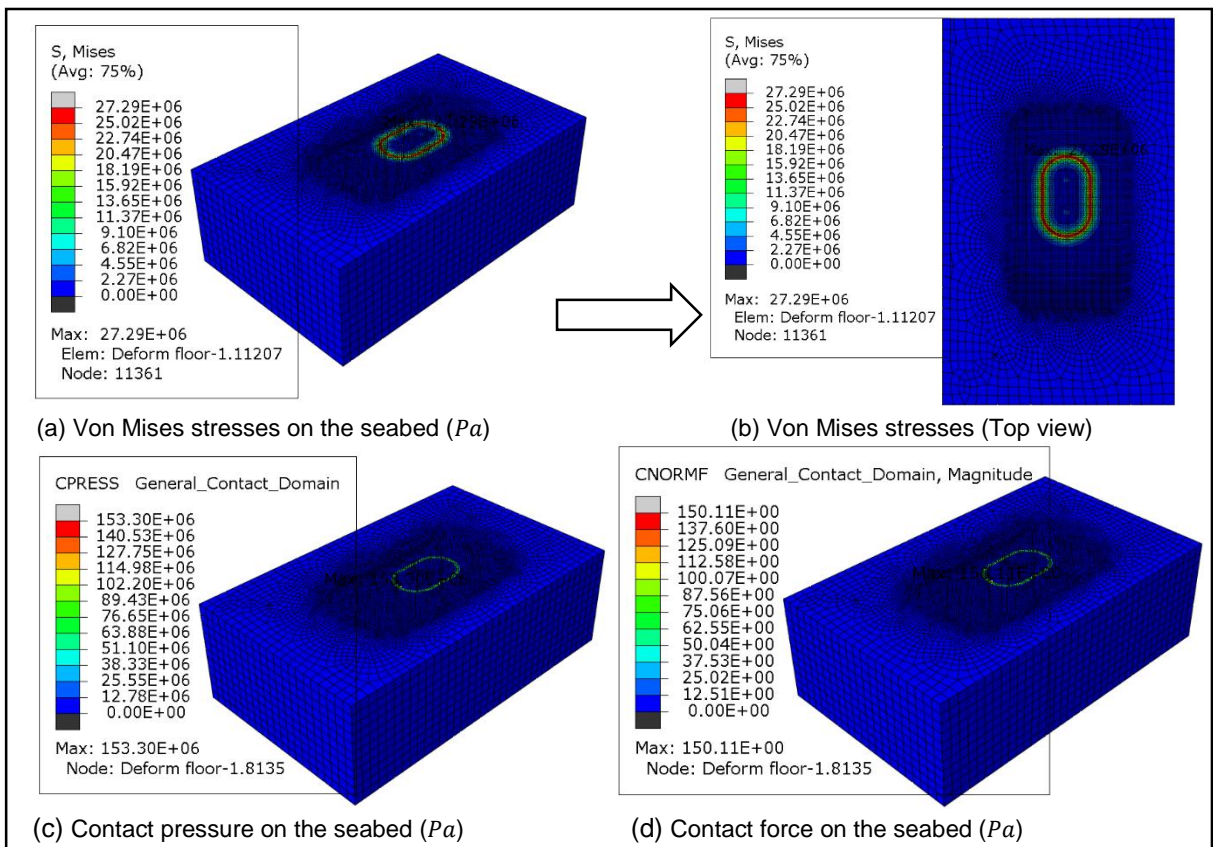 S, Mises
(Avg: 75%)
27.29E+06
25.02E+06
22.74E+06
20.47E+06
18.19E+06
15.92E+06
13.65E+06
11.37E+06
9.10E+06
6.82E+06
4.55E+06
2.27E+06
0.00E+00
Max: 27.29E+06
Elem: Deform floor-1.11207
Node: 11361
S, Mises
(Avg: 75%)
27.29E+06
25.02E+06
22.74E+06
20.47E+06
18.19E+06
15.92E+06
13.65E+06
11.37E+06
9.10E+06
6.82E+06
4.55E+06
2.27E+06
0.00E+00
Max: 27.29E+06
Elem: Deform floor-1.11207
Node: 11361
Max: 27.29E+06
(a) Von Mises stresses on the seabed (Pa)
(b) Von Mises stresses (Top view)
CPRESS General_Contact_Domain
153.30E+06
140.53E+06
127.75E+06
114.98E+06
102.20E+06
89.43E+06
76.65E+06
63.88E+06
51.10E+06
38.33E+06
25.55E+06
12.78E+06
0.00E+00
Max: 153.30E+06
Node: Deform floor-1.8135
CNORMF General_Contact_Domain, Magnitude
150.11E+00
137.60E+00
125.09E+00
112.58E+00
100.07E+00
87.56E+00
75.06E+00
62.55E+00
50.04E+00
37.53E+00
25.02E+00
12.51E+00
0.00E+00
Max: 150.11E+00
Node: Deform floor-1.8135
(c) Contact pressure on the seabed (Pa)
(d) Contact force on the seabed (Pa)